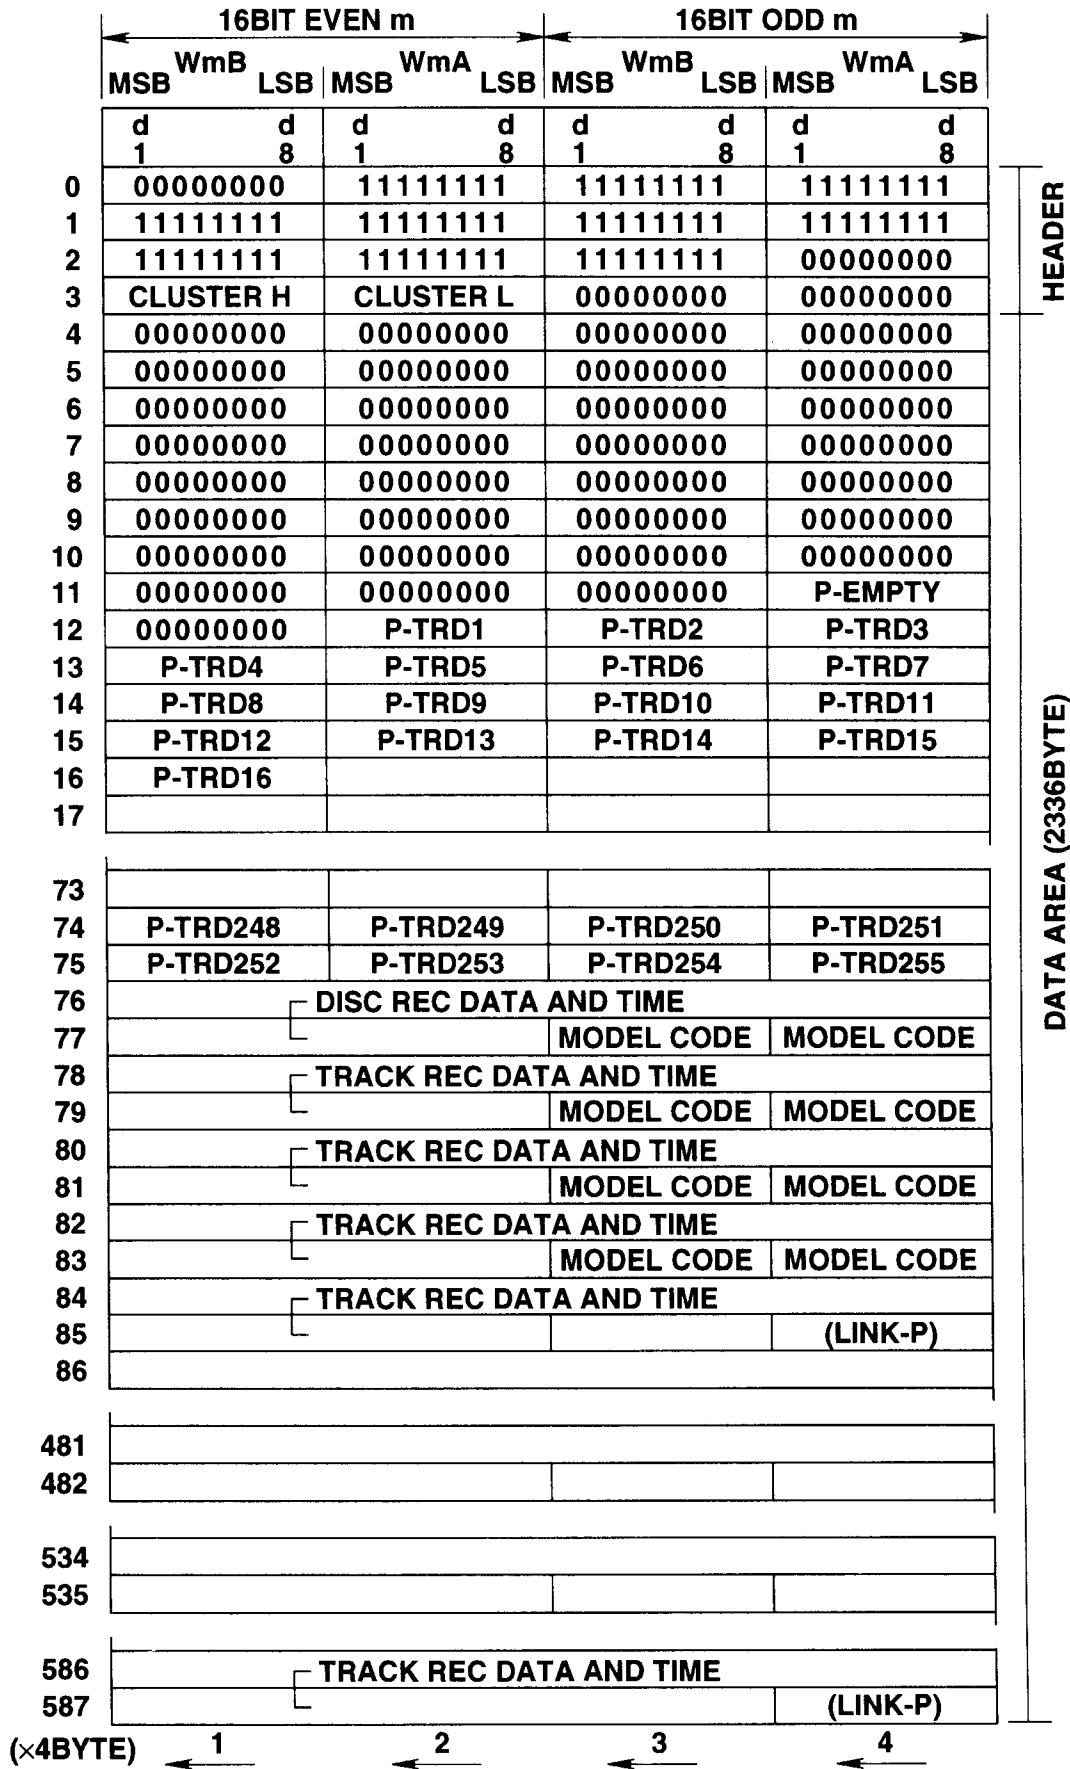 16BIT EVEN m 16BIT ODD m
WmB WmA WmB WmA
MSB LSB MSB LSB MSB LSB MSB LSB
d d d d d d d d
1 8 1 8 1 8 1 8
0 00000000 11111111 11111111 11111111
1 11111111 11111111 11111111 11111111
2 11111111 11111111 11111111 00000000
3 CLUSTER H CLUSTER L 00000000 00000000
HEADER
4 00000000 00000000 00000000 00000000
5 00000000 00000000 00000000 00000000
6 00000000 00000000 00000000 00000000
7 00000000 00000000 00000000 00000000
8 00000000 00000000 00000000 00000000
9 00000000 00000000 00000000 00000000
10 00000000 00000000 00000000 00000000
11 00000000 00000000 00000000 P-EMPTY
12 00000000 P-TRD1 P-TRD2 P-TRD3
13 P-TRD4 P-TRD5 P-TRD6 P-TRD7
14 P-TRD8 P-TRD9 P-TRD10 P-TRD11
15 P-TRD12 P-TRD13 P-TRD14 P-TRD15
16 P-TRD16
17
73
74 P-TRD248 P-TRD249 P-TRD250 P-TRD251
75 P-TRD252 P-TRD253 P-TRD254 P-TRD255
76 DISC REC DATA AND TIME
77 MODEL CODE MODEL CODE
78 TRACK REC DATA AND TIME
79 MODEL CODE MODEL CODE
80 TRACK REC DATA AND TIME
81 MODEL CODE MODEL CODE
82 TRACK REC DATA AND TIME
83 MODEL CODE MODEL CODE
84 TRACK REC DATA AND TIME
85 (LINK-P)
86
481
482
534
535
586 TRACK REC DATA AND TIME
587 (LINK-P)
DATA AREA (2336BYTE)
(×4BYTE) 1 2 3 4